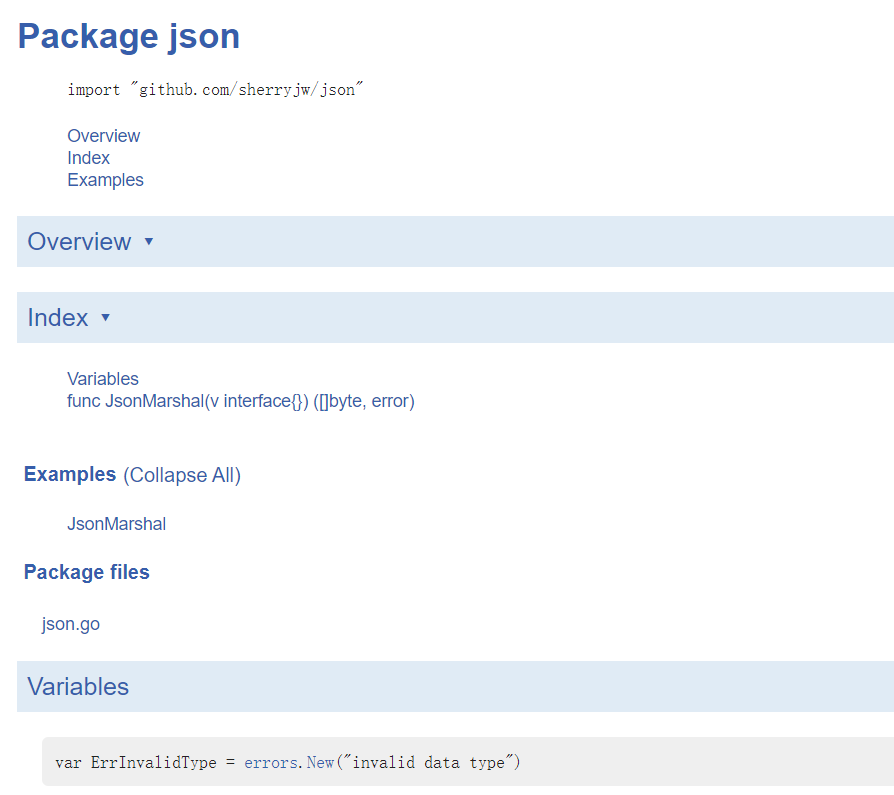 Package json
import "github.com/sherryjw/json"
Overview
Index
Examples
Overview ▾
Index ▾
Variables
func JsonMarshal(v interface{}) ([]byte, error)
Examples (Collapse All)
JsonMarshal
Package files
json.go
Variables
var ErrInvalidType = errors.New("invalid data type")